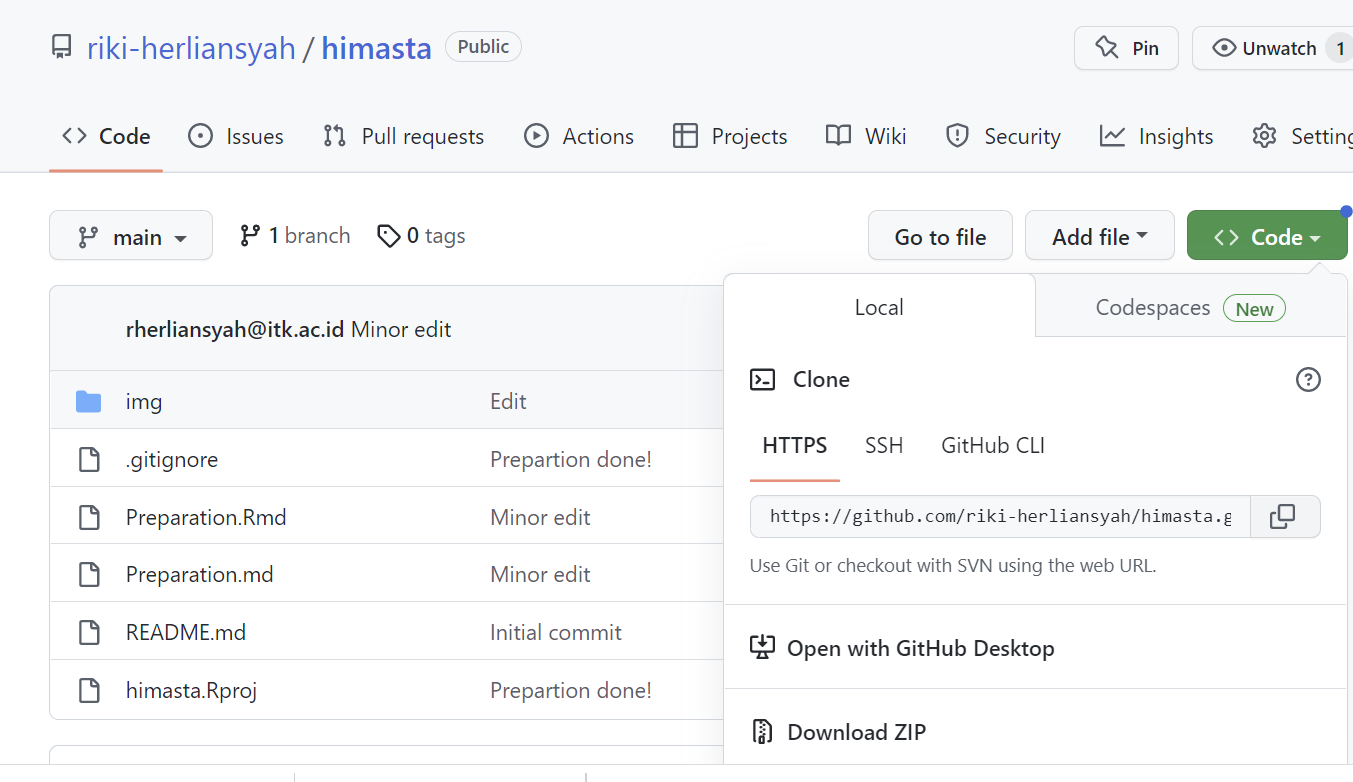 riki-herliansyah / himasta Public Pin Unwatch 1
Code Issues Pull requests Actions Projects Wiki Security Insights Setting
main 1 branch 0 tags Go to file Add file Code
rherliansyah@itk.ac.id Minor edit
img Edit
.gitignore Prepartion done!
Preparation.Rmd Minor edit
Preparation.md Minor edit
README.md Initial commit
himasta.Rproj Prepartion done!
Local Codespaces New
Clone
HTTPS SSH GitHub CLI
https://github.com/riki-herliansyah/himasta.g
Use Git or checkout with SVN using the web URL.
Open with GitHub Desktop
Download ZIP